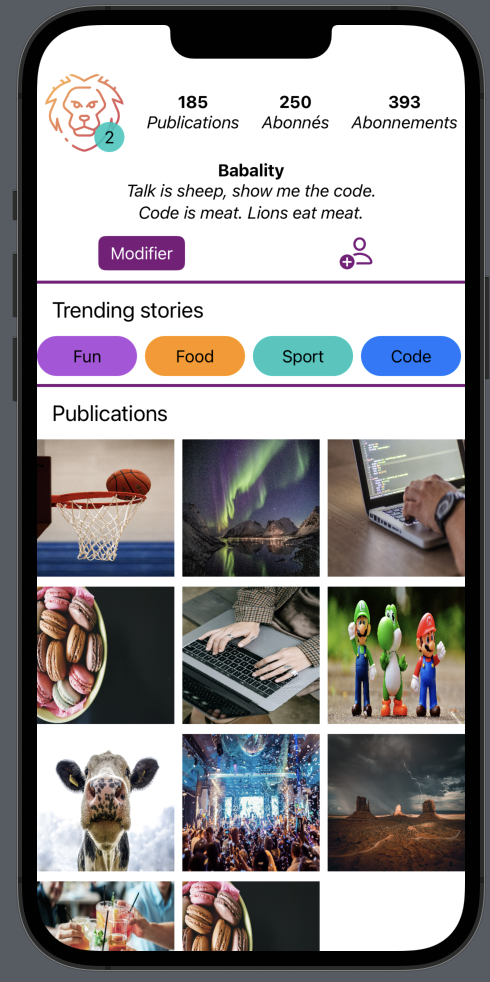 2
185 250 393
Publications Abonnés Abonnements
Babality
Talk is sheep, show me the code.
Code is meat. Lions eat meat.
Modifier
Trending stories
Fun Food Sport Code
Publications